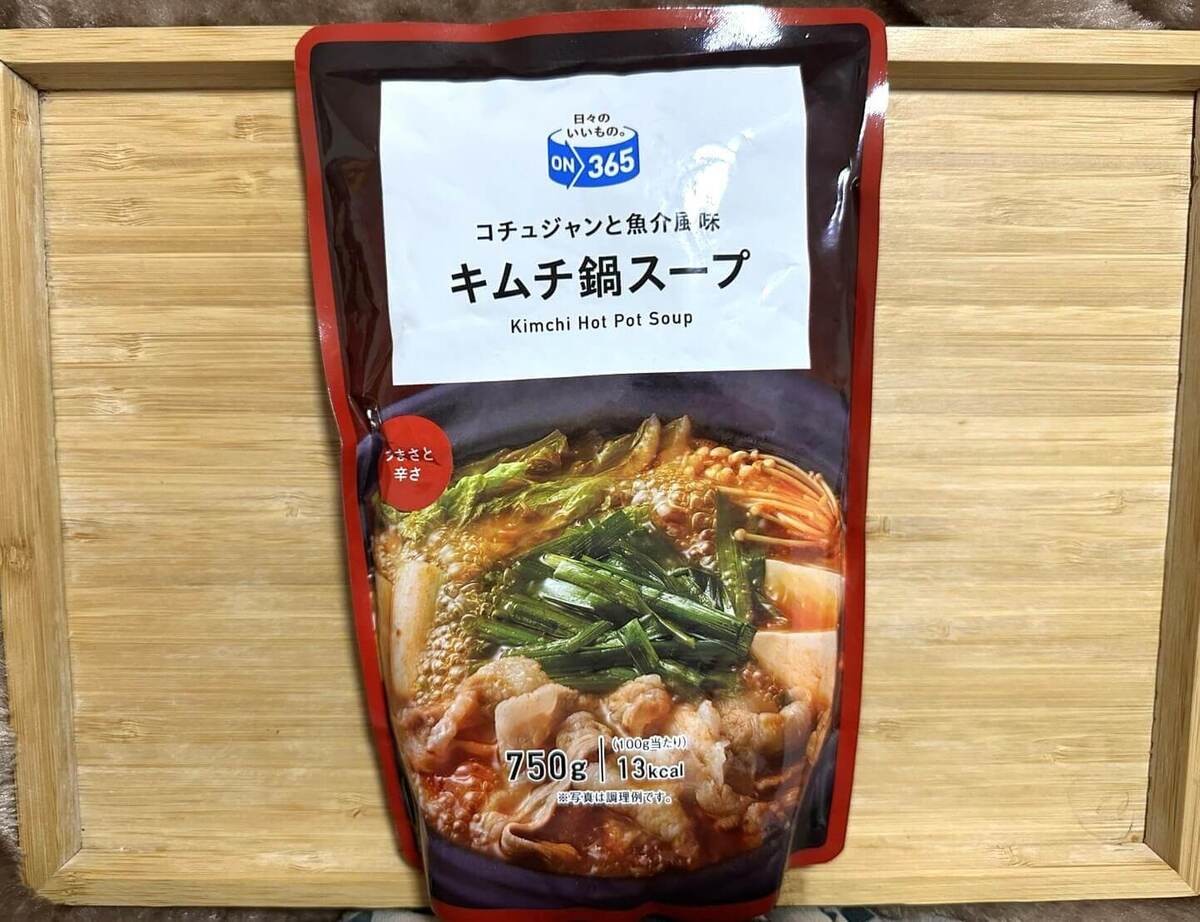 日々の
いいもの。
ON 365
コチュジャンと魚介風味
キムチ鍋スープ
Kimchi Hot Pot Soup
うまさと
辛さ
750g
(100g当たり)
13kcal
※写真は調理例です。